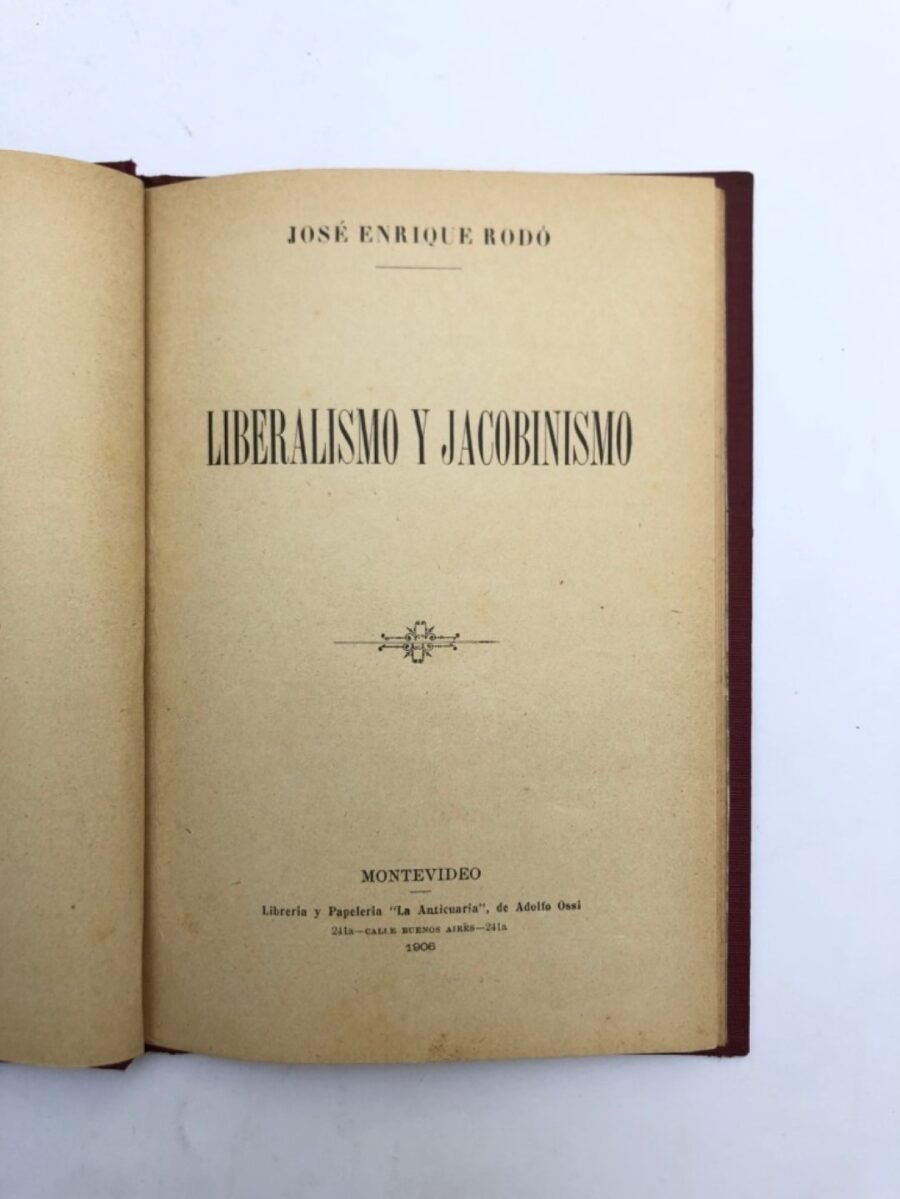 JOSÉ ENRIQUE RODÓ
LIBERALISMO Y JACOBINISMO
MONTEVIDEO
Librería y Papelería "La Anticuaria", de Adolfo Ossi
241a—CALLE BUENOS AIRES—241a
1906